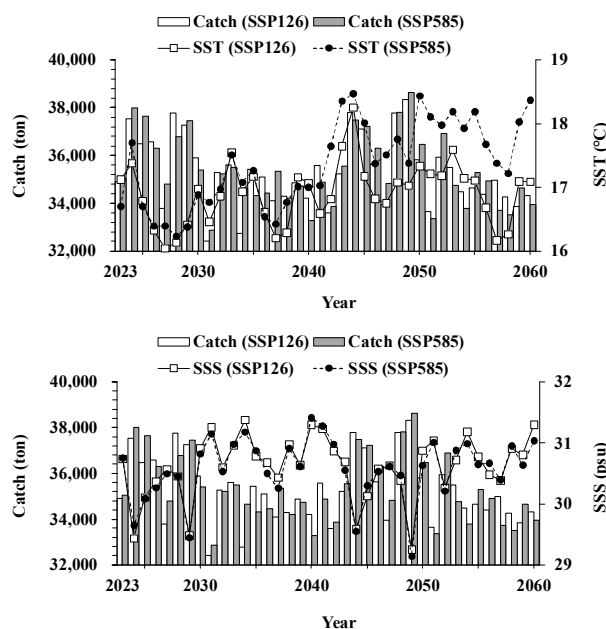 Catch (SSP126) Catch (SSP585)
SST (SSP126) SST (SSP585)
40,000 19
38,000 18
36,000
34,000 17
32,000 16
Catch (ton)
SST (°C)
2023 2030 2040 2050 2060
Year
Catch (SSP126) Catch (SSP585)
SSS (SSP126) SSS (SSP585)
40,000 32
38,000 31
36,000
34,000 30
32,000 29
Catch (ton)
SSS (psu)
2023 2030 2040 2050 2060
Year